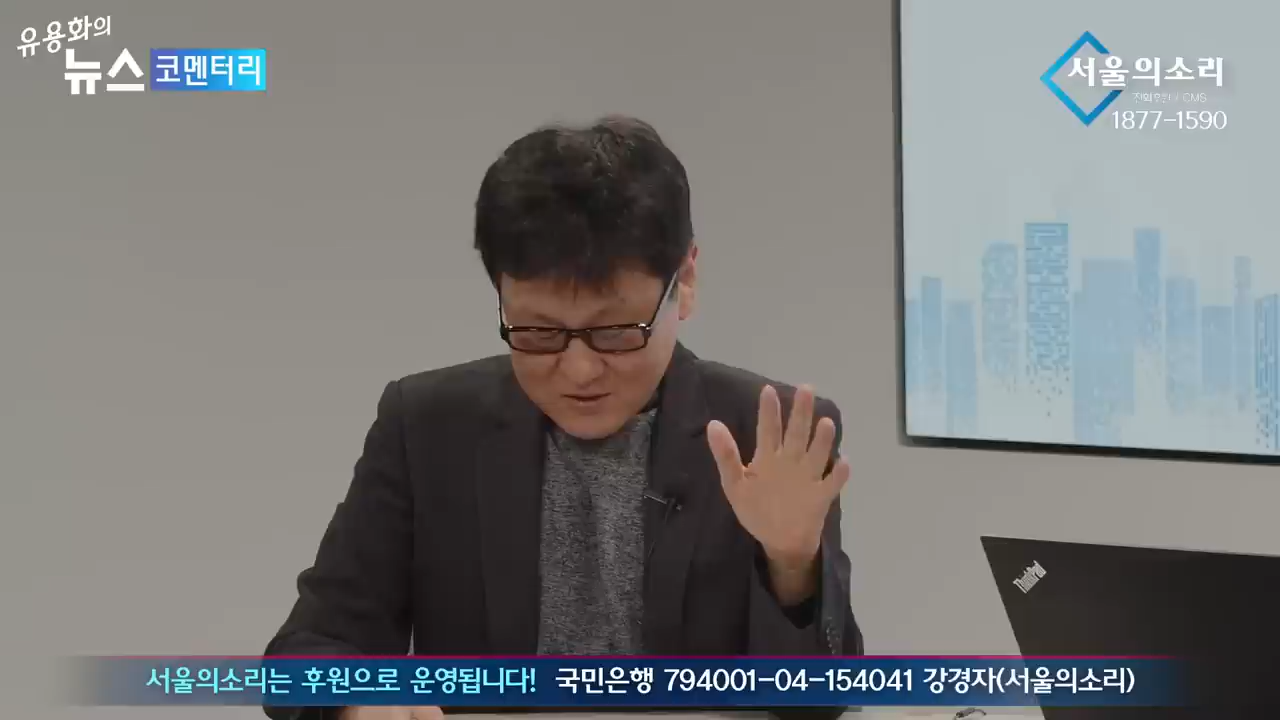 유용화의
뉴스 코멘터리
서울의소리
1877-1590
ThinkPad
서울의소리는 후원으로 운영됩니다! 국민은행 794001-04-154041 강경자(서울의소리)